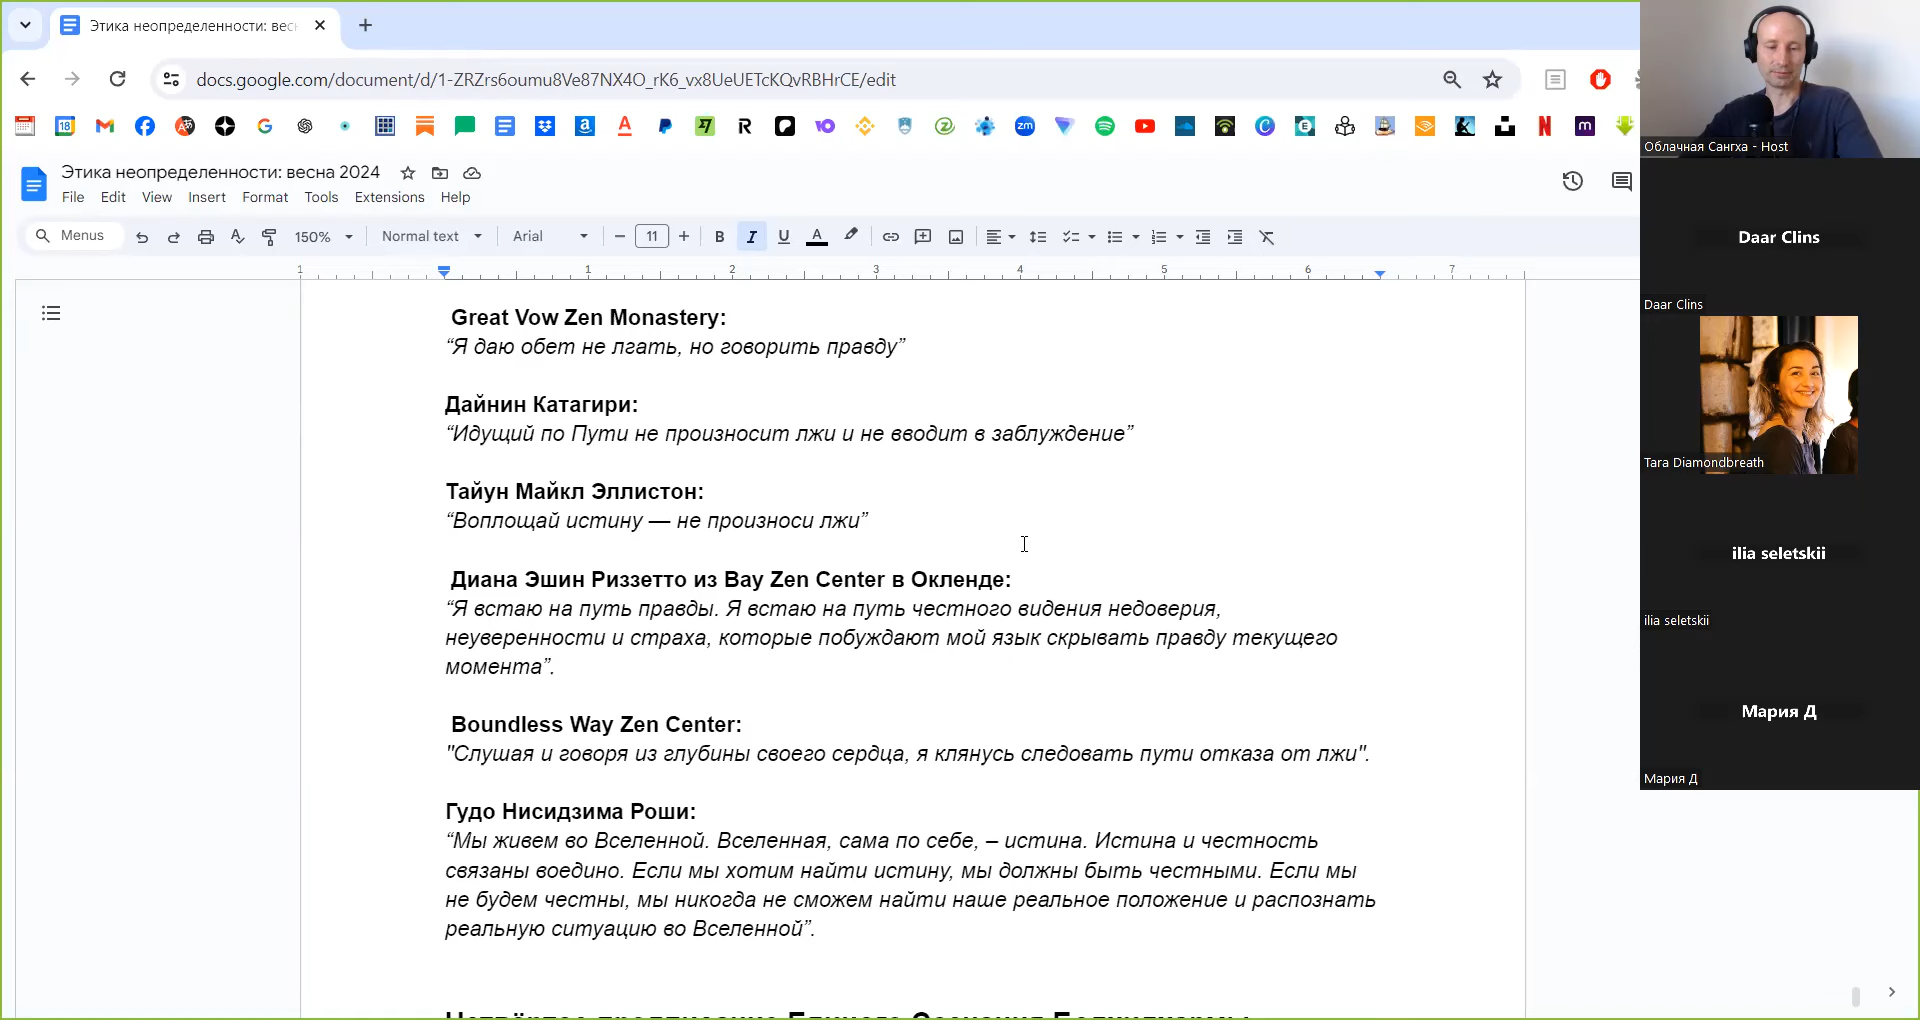 Этика неопределенности: вес
docs.google.com/document/d/1-ZRZrs6oumu8Ve87NX4O_rK6_vx8UeUETcKQvRBHrCE/edit
Этика неопределенности: весна 2024
File Edit View Insert Format Tools Extensions Help
Menus 150% Normal text Arial 11 B I U A
1 1 2 3 4 5 6 7
Great Vow Zen Monastery:
“Я даю обет не лгать, но говорить правду”
Дайнин Катагири:
“Идущий по Пути не произносит лжи и не вводит в заблуждение”
Тайун Майкл Эллистон:
“Воплощай истину — не произноси лжи”
Диана Эшин Риззетто из Bay Zen Center в Окленде:
“Я встаю на путь правды. Я встаю на путь честного видения недоверия,
неуверенности и страха, которые побуждают мой язык скрывать правду текущего
момента”.
Boundless Way Zen Center:
"Слушая и говоря из глубины своего сердца, я клянусь следовать пути отказа от лжи".
Гудо Нисидзима Роши:
“Мы живем во Вселенной. Вселенная, сама по себе, – истина. Истина и честность
связаны воедино. Если мы хотим найти истину, мы должны быть честными. Если мы
не будем честны, мы никогда не сможем найти наше реальное положение и распознать
реальную ситуацию во Вселенной”.
Облачная Сангха - Host
Daar Clins
Daar Clins
Tara Diamondbreath
ilia seletskii
ilia seletskii
Мария Д
Мария Д